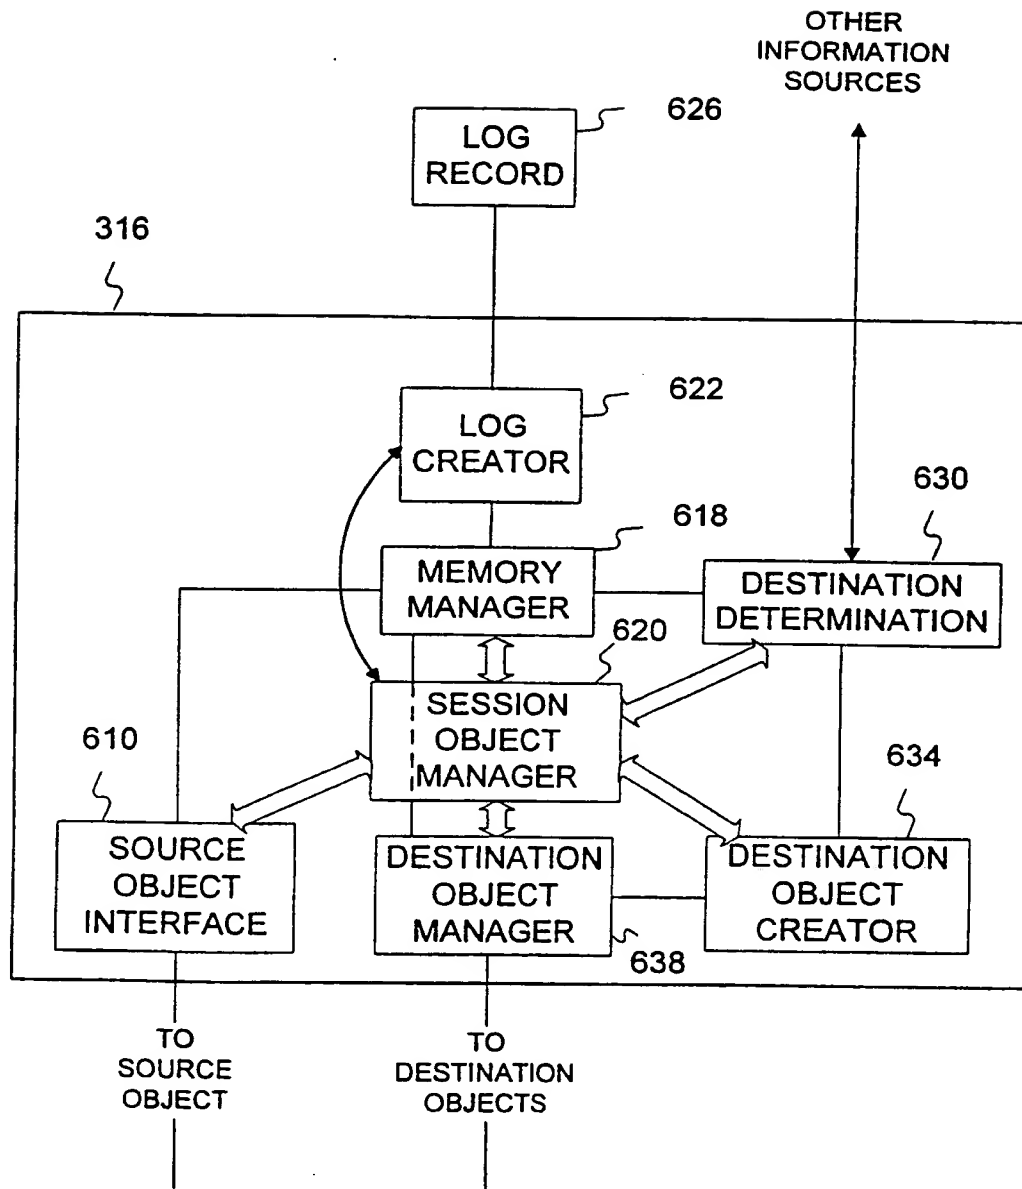 OTHER
INFORMATION
SOURCES
626
LOG
RECORD
316
622
LOG
CREATOR
630
618
MEMORY
MANAGER
DESTINATION
DETERMINATION
620
SESSION
OBJECT
MANAGER
610
634
SOURCE
OBJECT
INTERFACE
DESTINATION
OBJECT
MANAGER
DESTINATION
OBJECT
CREATOR
638
TO
SOURCE
OBJECT
TO
DESTINATION
OBJECTS